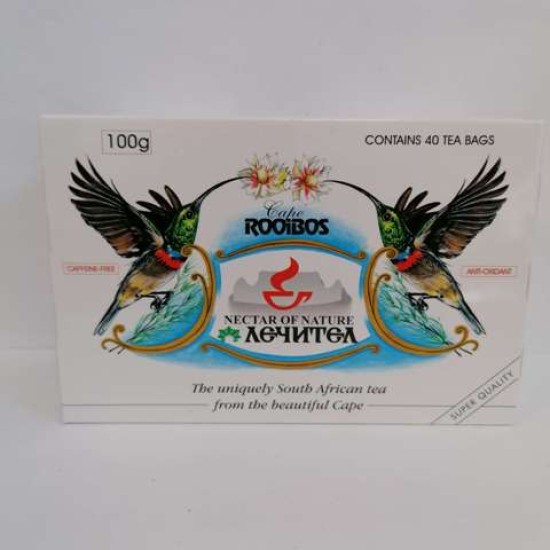 100g
CONTAINS 40 TEA BAGS
Cape
ROOiBOS
CAFFEINE-FREE
ANTI-OXIDANT
NECTAR OF NATURE
ЛЕЧИТЕЛ
The uniquely South African tea
from the beautiful Cape
SUPER QUALITY